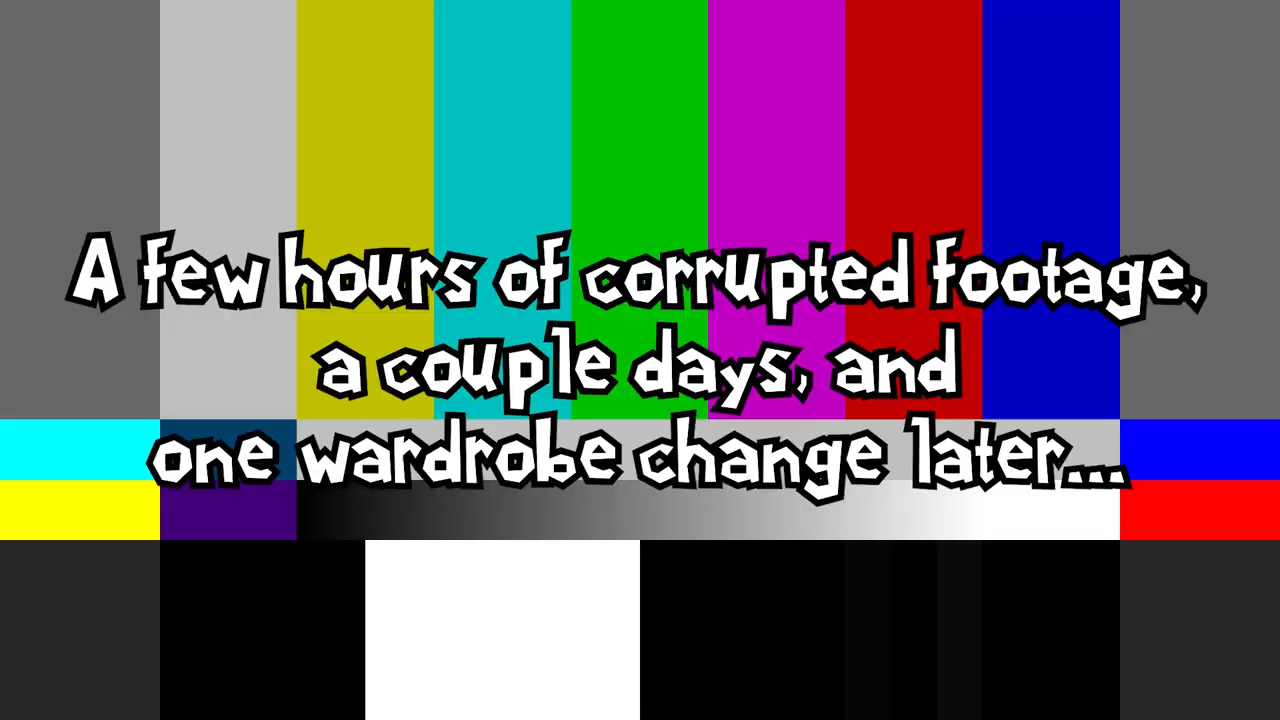 A few hours of corrupted footage,
a couple days, and
one wardrobe change later...